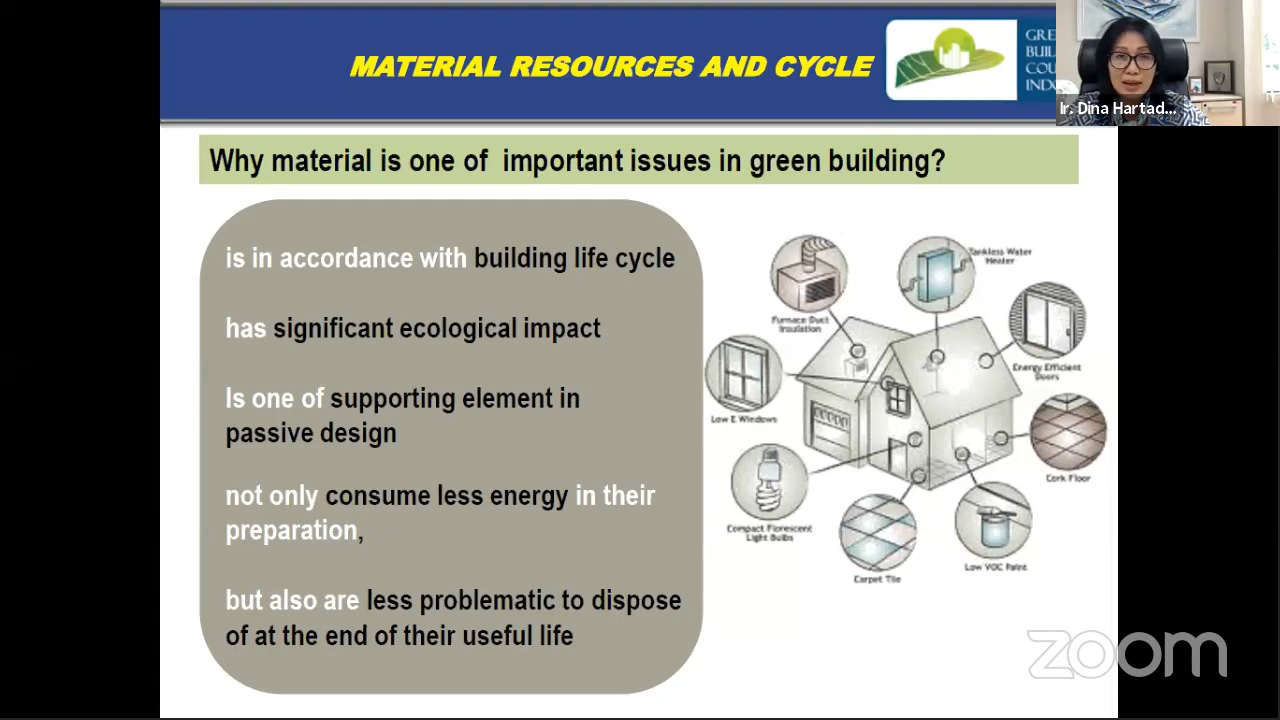 MATERIAL RESOURCES AND CYCLE
Ir. Dina Hartad...
Why material is one of important issues in green building?
is in accordance with building life cycle
has significant ecological impact
Is one of supporting element in
passive design
not only consume less energy in their
preparation,
but also are less problematic to dispose
of at the end of their useful life
Tankless Water
Heater
Furnace Duct
Insulation
Energy Efficient
Doors
Low E Windows
Cork Floor
Compact Florescent
Light Bulbs
Low VOC Paint
Carpet Tile
zoom